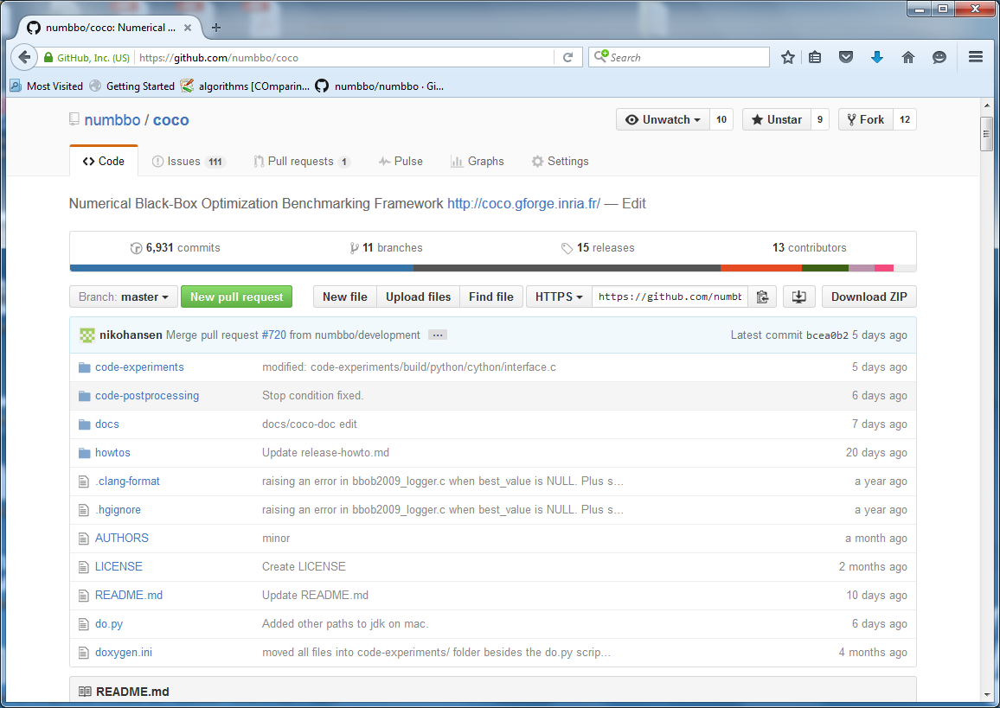 numbbo/coco: Numerical ...
GitHub, Inc. (US) https://github.com/numbbo/coco Search
Most Visited Getting Started algorithms [COmparin... numbbo/numbbo · Gi...
numbbo / coco Unwatch 10 Unstar 9 Fork 12
Code Issues 111 Pull requests 1 Pulse Graphs Settings
Numerical Black-Box Optimization Benchmarking Framework http://coco.gforge.inria.fr/ — Edit
6,931 commits 11 branches 15 releases 13 contributors
Branch: master New pull request New file Upload files Find file HTTPS https://github.com/numbb Download ZIP
nikohansen Merge pull request #720 from numbbo/development ... Latest commit bcea0b2 5 days ago
code-experiments modified: code-experiments/build/python/cython/interface.c 5 days ago
code-postprocessing Stop condition fixed. 6 days ago
docs docs/coco-doc edit 7 days ago
howtos Update release-howto.md 20 days ago
.clang-format raising an error in bbob2009_logger.c when best_value is NULL. Plus s... a year ago
.hgignore raising an error in bbob2009_logger.c when best_value is NULL. Plus s... a year ago
AUTHORS minor a month ago
LICENSE Create LICENSE 2 months ago
README.md Update README.md 10 days ago
do.py Added other paths to jdk on mac. 6 days ago
doxygen.ini moved all files into code-experiments/ folder besides the do.py scrip... 4 months ago
README.md